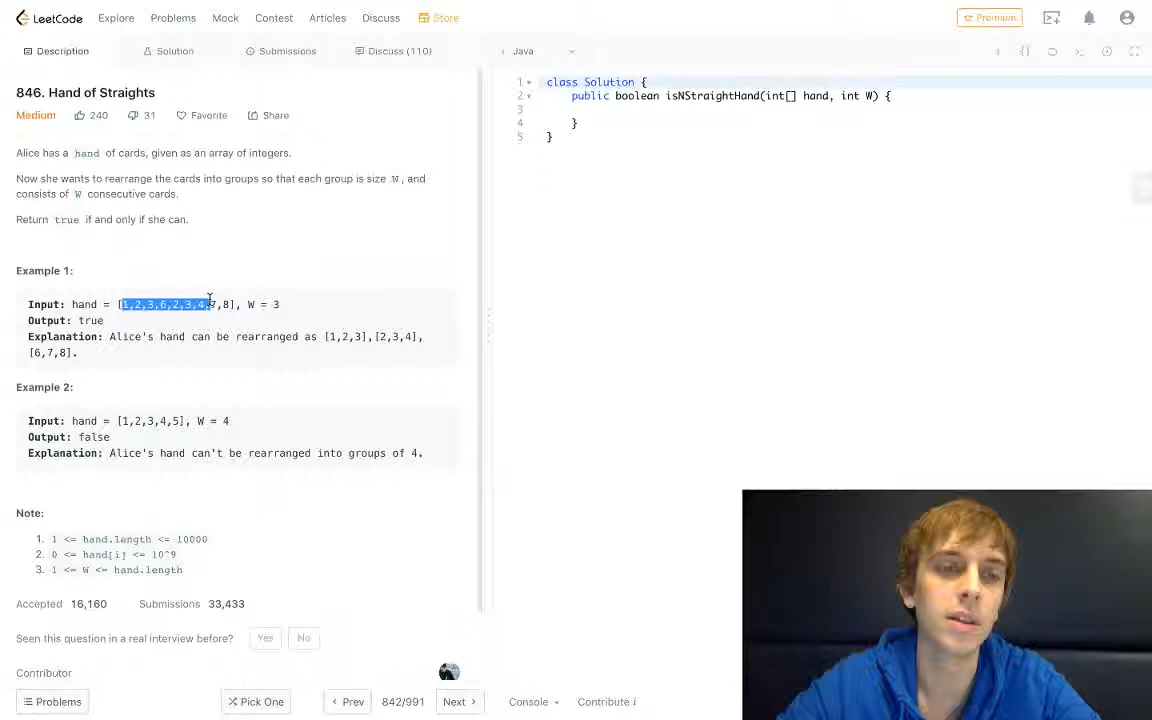 LeetCode Explore Problems Mock Contest Articles Discuss Store Premium
Description Solution Submissions Discuss (110) Java
846. Hand of Straights
Medium 240 31 Favorite Share
Alice has a hand of cards, given as an array of integers.
Now she wants to rearrange the cards into groups so that each group is size W, and
consists of W consecutive cards.
Return true if and only if she can.
Example 1:
Input: hand = [1,2,3,6,2,3,4,7,8], W = 3
Output: true
Explanation: Alice's hand can be rearranged as [1,2,3],[2,3,4],
[6,7,8].
Example 2:
Input: hand = [1,2,3,4,5], W = 4
Output: false
Explanation: Alice's hand can't be rearranged into groups of 4.
Note:
1. 1 <= hand.length <= 10000
2. 0 <= hand[i] <= 10^9
3. 1 <= W <= hand.length
Accepted 16,160 Submissions 33,433
Seen this question in a real interview before? Yes No
Contributor
Problems Pick One Prev 842/991 Next Console Contribute i
1 class Solution {
2 public boolean isNStraightHand(int[] hand, int W) {
3
4 }
5 }